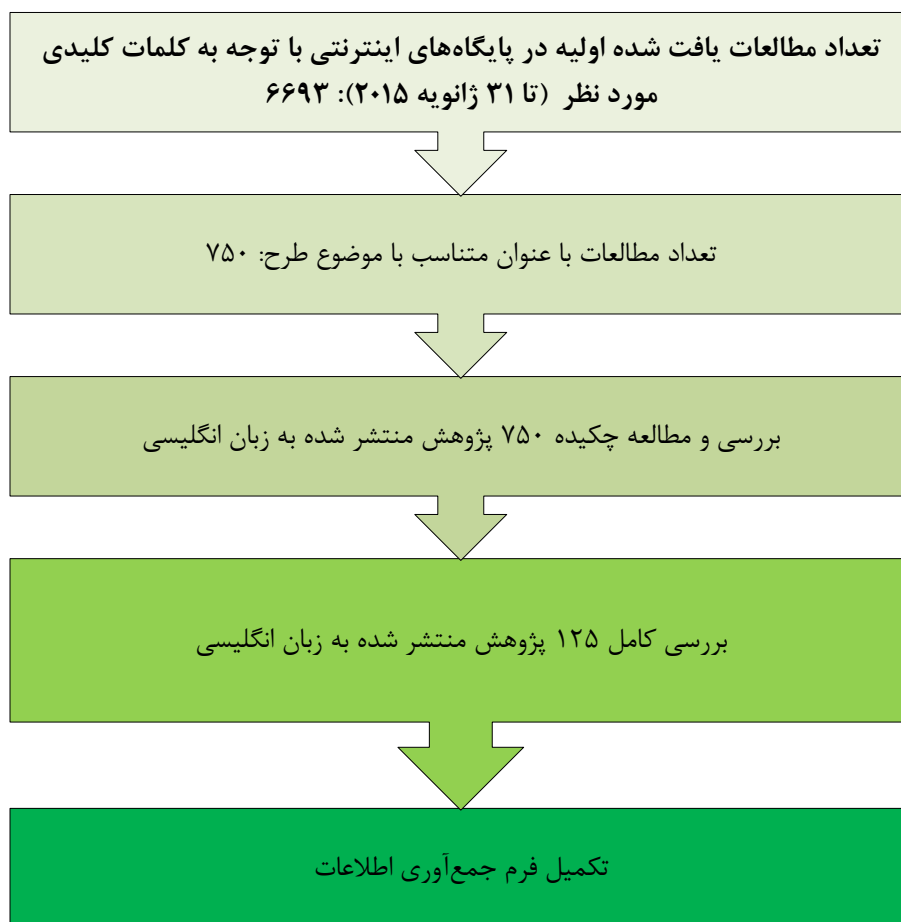 تعداد مطالعات یافت شده اولیه در پایگاه‌های اینترنتی با توجه به کلمات کلیدی
مورد نظر (تا ۳۱ ژانویه ۲۰۱۵): ۶۶۹۳
تعداد مطالعات با عنوان متناسب با موضوع طرح: ۷۵۰
بررسی و مطالعه چکیده ۷۵۰ پژوهش منتشر شده به زبان انگلیسی
بررسی کامل ۱۲۵ پژوهش منتشر شده به زبان انگلیسی
تکمیل فرم جمع‌آوری اطلاعات